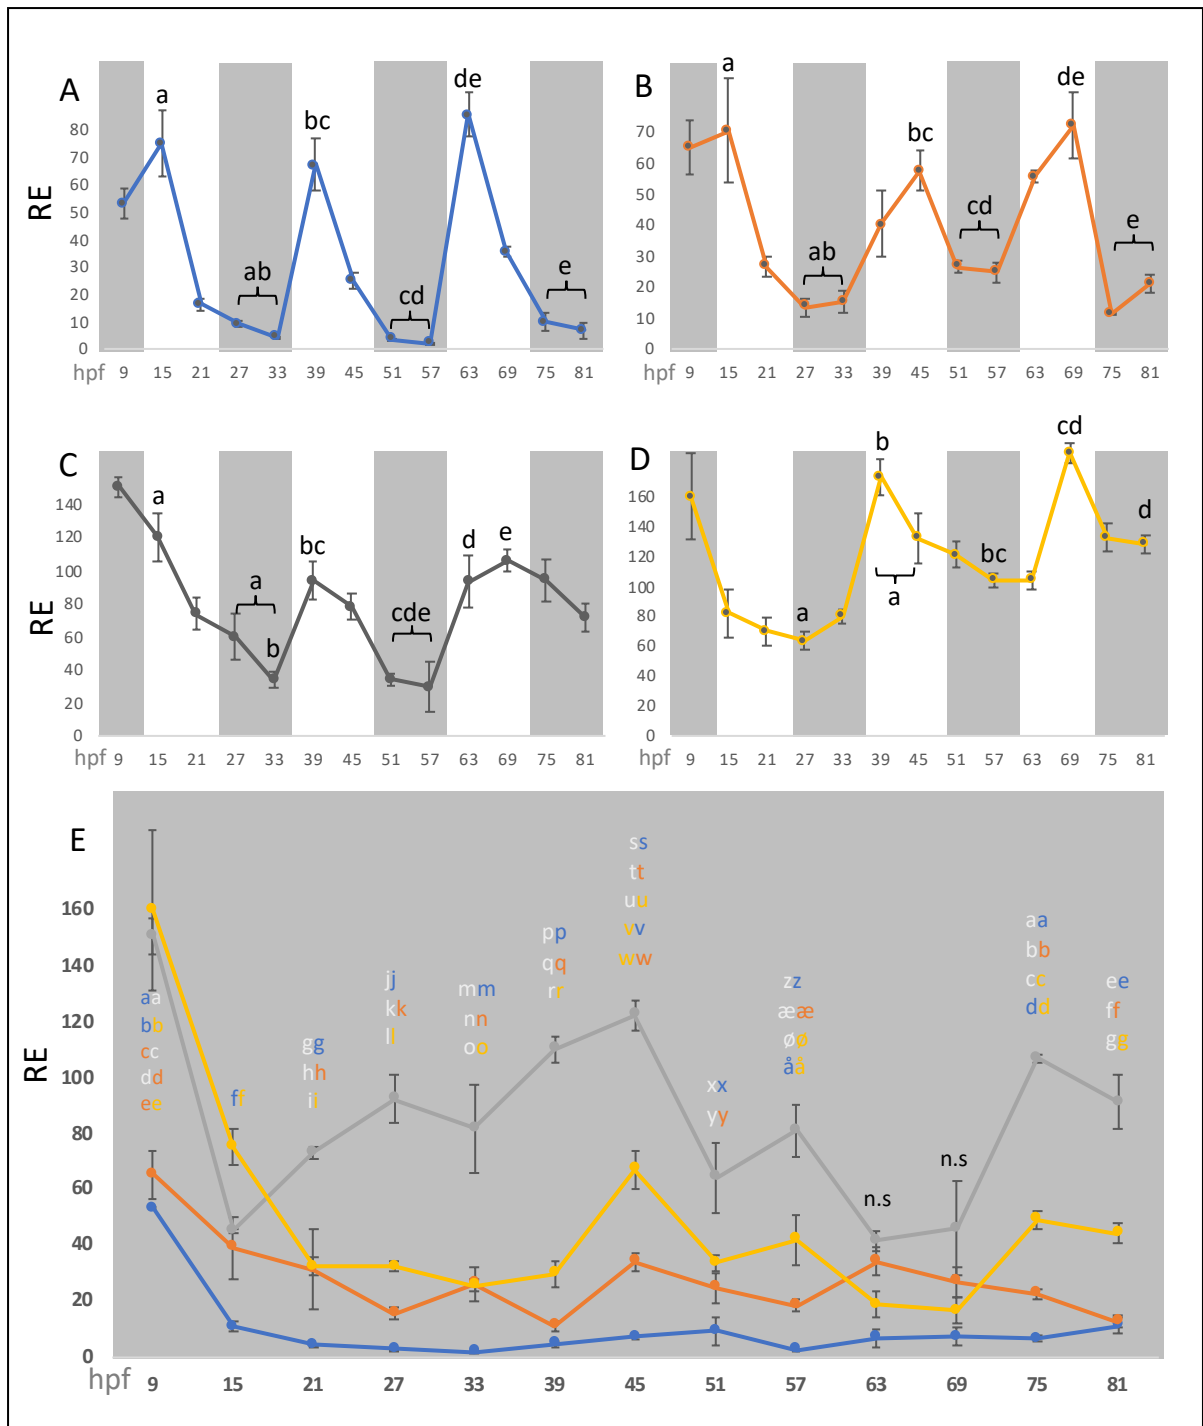 A
a
bc
de
ab
cd
e
RE
80
70
60
50
40
30
20
10
0
hpf 9 15 21 27 33 39 45 51 57 63 69 75 81
B
a
bc
de
ab
cd
e
70
60
50
40
30
20
10
0
hpf 9 15 21 27 33 39 45 51 57 63 69 75 81
C
a
a
b
bc
cde
d
e
RE
140
120
100
80
60
40
20
0
hpf 9 15 21 27 33 39 45 51 57 63 69 75 81
D
a
b
a
bc
cd
d
160
140
120
100
80
60
40
20
0
hpf 9 15 21 27 33 39 45 51 57 63 69 75 81
E
RE
160
140
120
100
80
60
40
20
0
aa
bb
cc
dd
ee
ff
gg
hh
ii
jj
kk
ll
mm
nn
oo
pp
qq
rr
ss
tt
uu
vv
ww
xx
yy
zz
ææ
øø
åå
n.s
n.s
aa
bb
cc
dd
ee
ff
gg
hpf 9 15 21 27 33 39 45 51 57 63 69 75 81